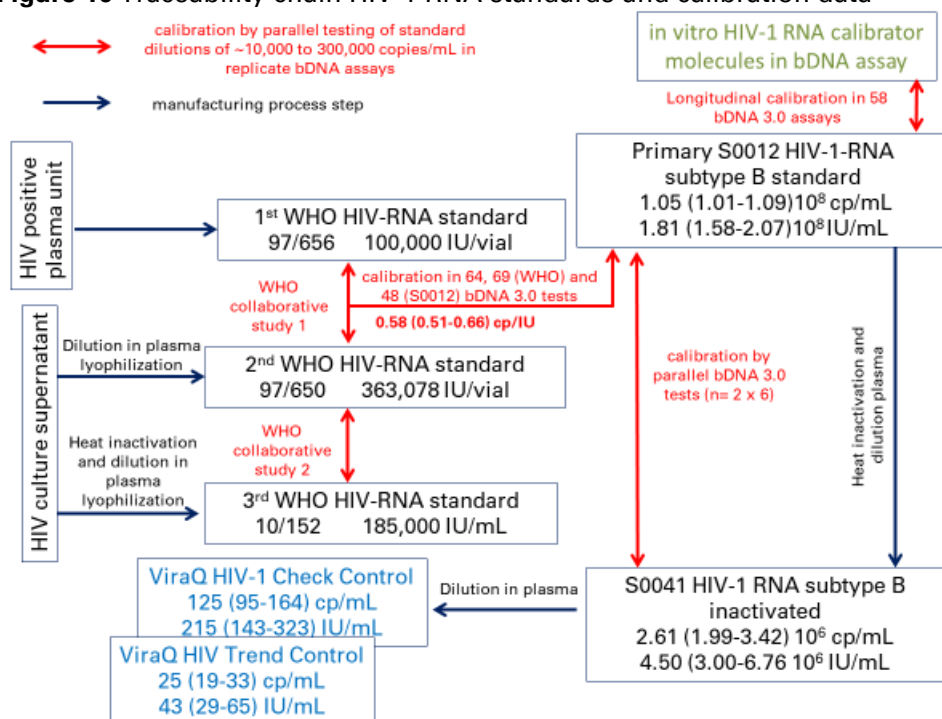 Traceability chain HIV-1 RNA standards and calibration data
calibration by parallel testing of standard
dilutions of ~10,000 to 300,000 copies/mL in
replicate bDNA assays
manufacturing process step
in vitro HIV-1 RNA calibrator
molecules in bDNA assay
Longitudinal calibration in 58
bDNA 3.0 assays
HIV positive
plasma unit
1st WHO HIV-RNA standard
97/656 100,000 IU/vial
Primary S0012 HIV-1-RNA
subtype B standard
1.05 (1.01-1.09)10⁸ cp/mL
1.81 (1.58-2.07)10⁸ IU/mL
WHO
collaborative
study 1
calibration in 64, 69 (WHO) and
48 (S0012) bDNA 3.0 tests
0.58 (0.51-0.66) cp/IU
HIV culture supernatant
Dilution in plasma
lyophilization
2nd WHO HIV-RNA standard
97/650 363,078 IU/vial
calibration by
parallel bDNA 3.0
tests (n= 2 x 6)
Heat inactivation and
dilution plasma
Heat inactivation
and dilution in
plasma
lyophilization
WHO
collaborative
study 2
3rd WHO HIV-RNA standard
10/152 185,000 IU/mL
ViraQ HIV-1 Check Control
125 (95-164) cp/mL
215 (143-323) IU/mL
Dilution in plasma
S0041 HIV-1 RNA subtype B
inactivated
2.61 (1.99-3.42) 10⁶ cp/mL
4.50 (3.00-6.76 10⁶ IU/mL
ViraQ HIV Trend Control
25 (19-33) cp/mL
43 (29-65) IU/mL